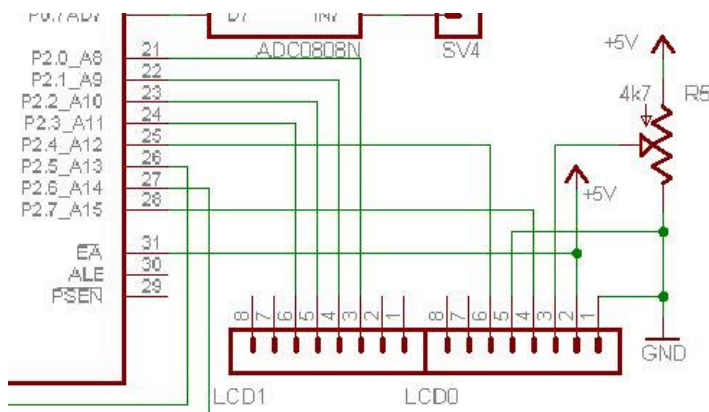 P0.7AD7
D7
IN7
ADC0808N
SV4
+5V
4k7
R5
P2.0_A8
21
P2.1_A9
22
P2.2_A10
23
P2.3_A11
24
P2.4_A12
25
P2.5_A13
26
P2.6_A14
27
P2.7_A15
28
EA
31
ALE
30
PSEN
29
+5V
8 7 6 5 4 3 2 1
8 7 6 5 4 3 2 1
GND
LCD1
LCD0